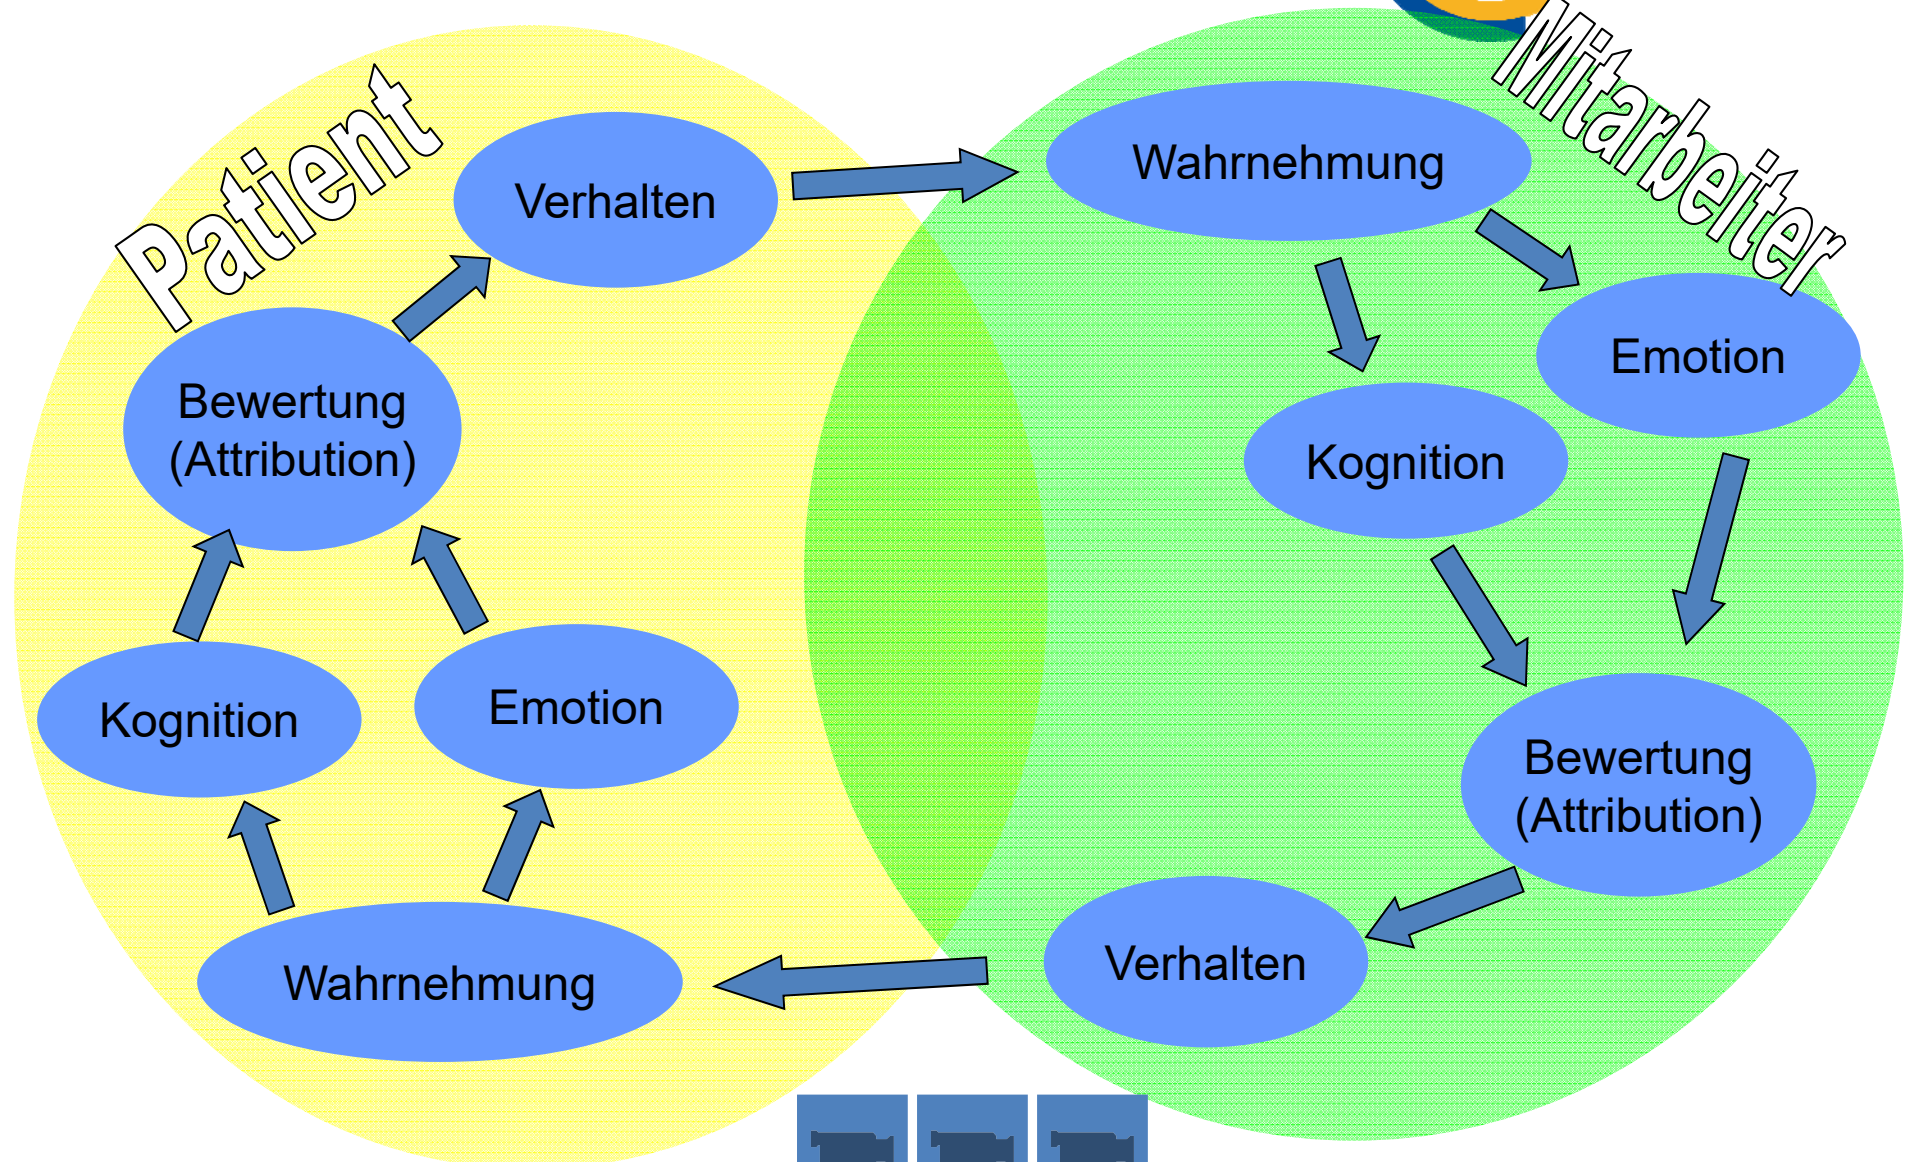 Patient
Verhalten
Bewertung
(Attribution)
Kognition
Emotion
Wahrnehmung
Mitarbeiter
Wahrnehmung
Emotion
Kognition
Bewertung
(Attribution)
Verhalten